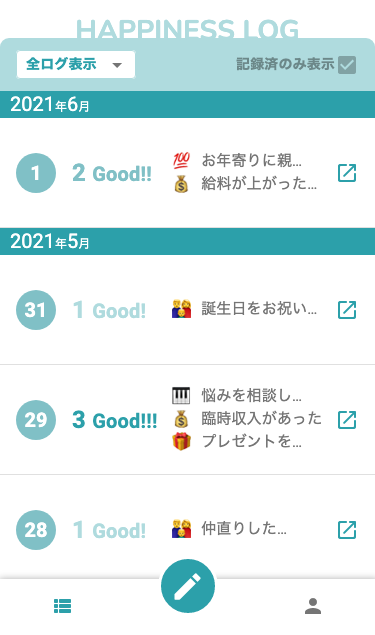 HAPPINESS LOG
全ログ表示
記録済のみ表示
2021年6月
1
2 Good!!
💯 お年寄りに親...
💰 給料が上がった...
2021年5月
31
1 Good!
誕生日をお祝い...
29
3 Good!!!
🎹 悩みを相談し...
💰 臨時収入があった
🎁 プレゼントを...
28
1 Good!
仲直りした...